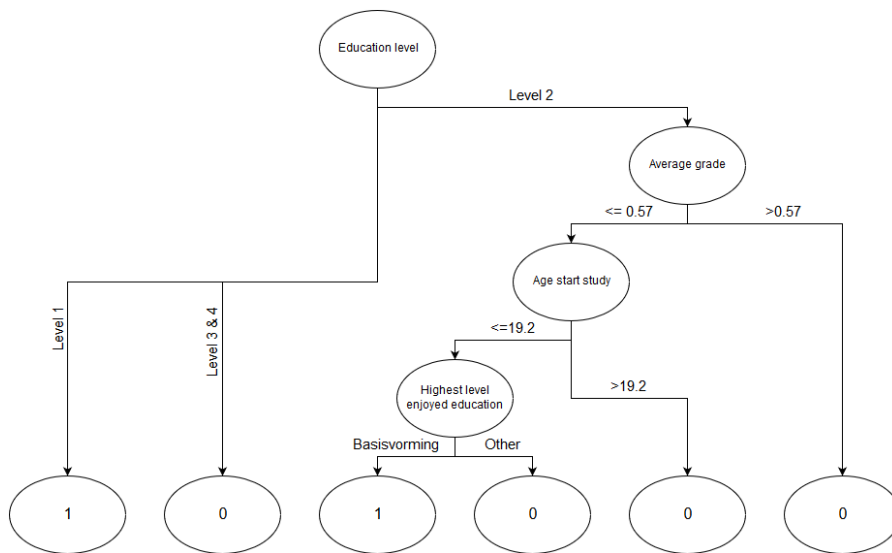 Education level
Level 2
Average grade
<= 0.57
>0.57
Age start study
Level 1
Level 3 & 4
<=19.2
>19.2
Highest level
enjoyed education
Basisvorming
Other
1
0
1
0
0
0